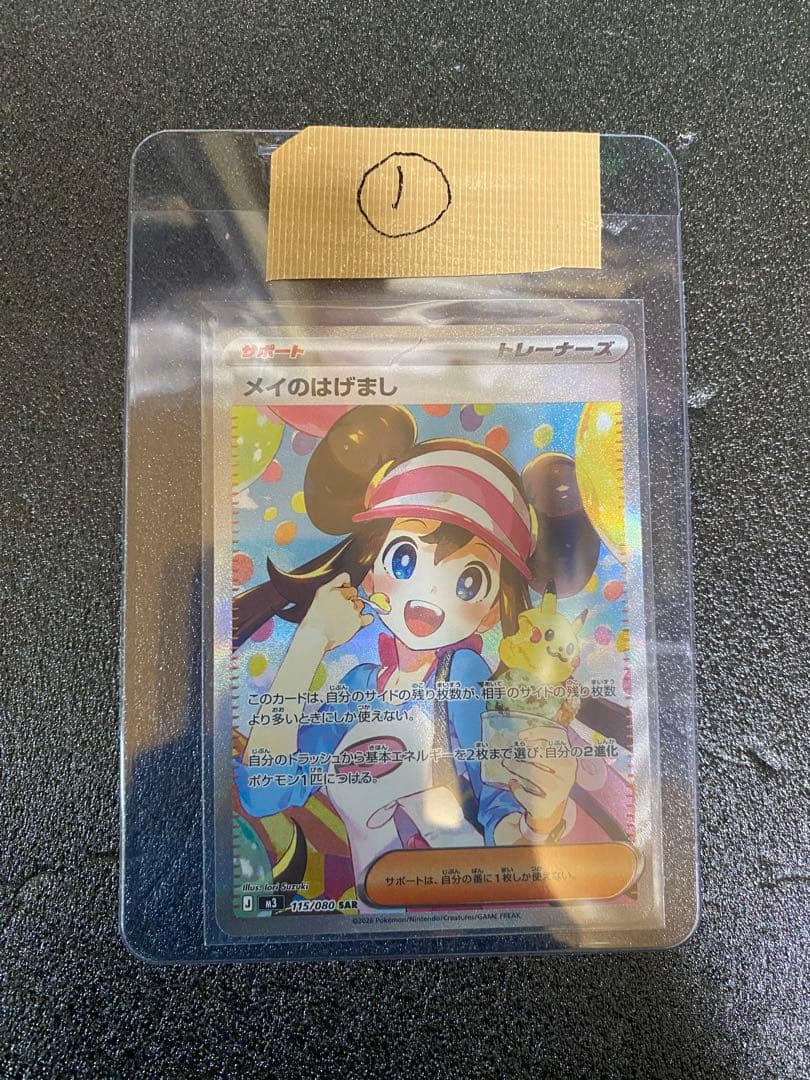 1
サポート トレーナーズ
メイのはげまし
このカードは、自分のサイドの残り枚数が、相手のサイドの残り枚数
より多いときにしか使えない。
自分のトラッシュから基本エネルギーを2枚まで選び、自分の2進化
ポケモン1匹につける。
サポートは、自分の番に1枚しか使えない。
Illus. Iori Suzuki
J M3 115/080 SAR
©2026 Pokémon/Nintendo/Creatures/GAME FREAK.